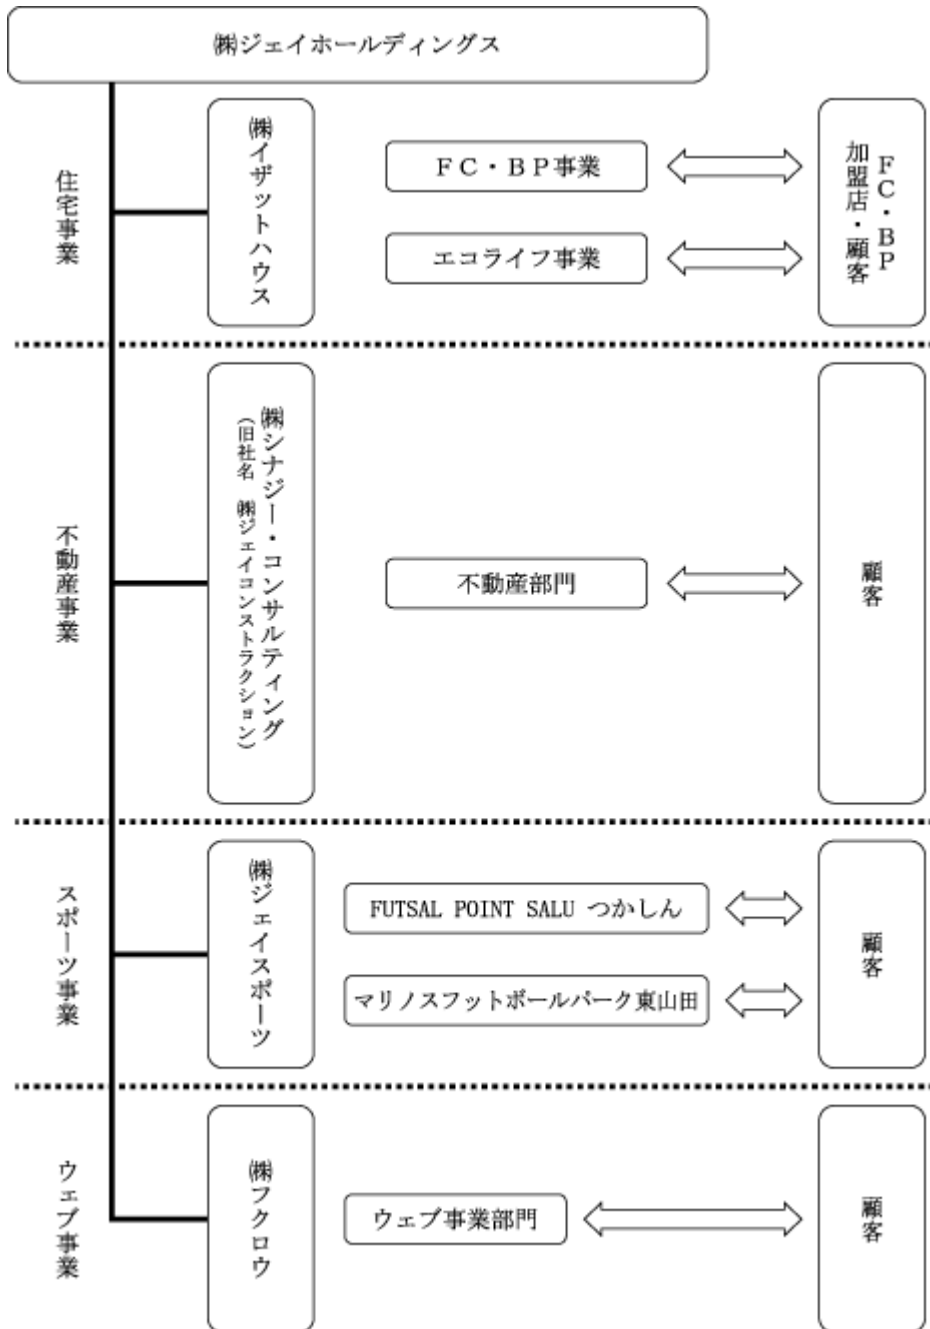 ㈱ジェイホールディングス
住宅事業
㈱イザットハウス
ＦＣ・ＢＰ事業
エコライフ事業
ＦＣ・ＢＰ
加盟店・顧客
不動産事業
㈱シナジー・コンサルティング
（旧社名　㈱ジェイコンストラクション）
不動産部門
顧客
スポーツ事業
㈱ジェイスポーツ
FUTSAL POINT SALU つかしん
マリノスフットボールパーク東山田
顧客
ウェブ事業
㈱フクロウ
ウェブ事業部門
顧客